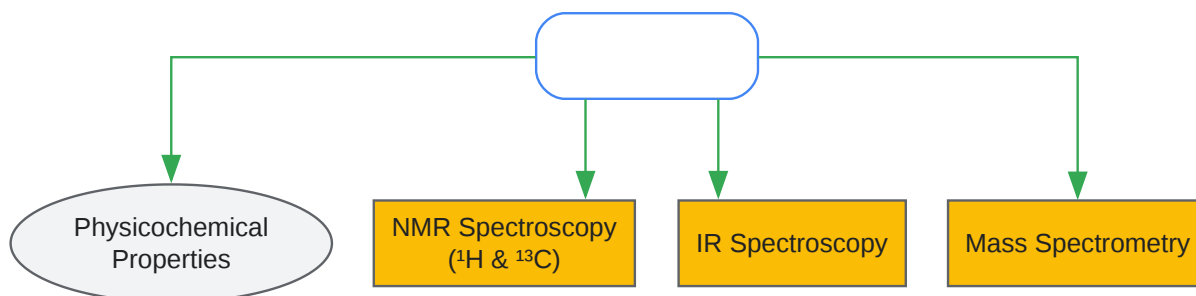 Physicochemical
Properties
NMR Spectroscopy
(¹H & ¹³C)
IR Spectroscopy
Mass Spectrometry